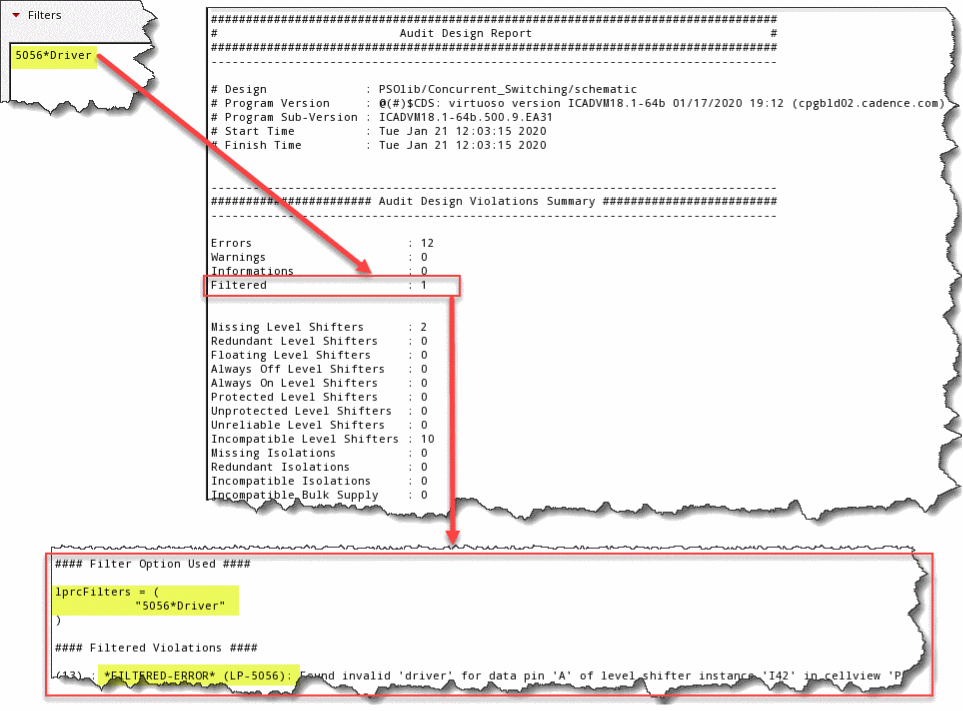 Filters
5056*Driver
#################################################################################
# Audit Design Report #
#################################################################################
---------------------------------------------------------------------------------
# Design : PSOlib/Concurrent_Switching/schematic
# Program Version : @(#)$CDS: virtuoso version ICADVM18.1-64b 01/17/2020 19:12 (cpgbld02.cadence.com)
# Program Sub-Version : ICADVM18.1-64b.500.9.EA31
# Start Time : Tue Jan 21 12:03:15 2020
# Finish Time : Tue Jan 21 12:03:15 2020
---------------------------------------------------------------------------------
####################### Audit Design Violations Summary #########################
---------------------------------------------------------------------------------
Errors : 12
Warnings : 0
Informations : 0
Filtered : 1
Missing Level Shifters : 2
Redundant Level Shifters : 0
Floating Level Shifters : 0
Always Off Level Shifters : 0
Always On Level Shifters : 0
Protected Level Shifters : 0
Unprotected Level Shifters : 0
Unreliable Level Shifters : 0
Incompatible Level Shifters : 10
Missing Isolations : 0
Redundant Isolations : 0
Incompatible Isolations : 0
Incompatible Bulk Supply : 0
#### Filter Option Used ####
lprcFilters = (
"5056*Driver"
)
#### Filtered Violations ####
(13) : *FILTERED-ERROR* (LP-5056): Found invalid 'driver' for data pin 'A' of level shifter instance 'I42' in cellview 'P